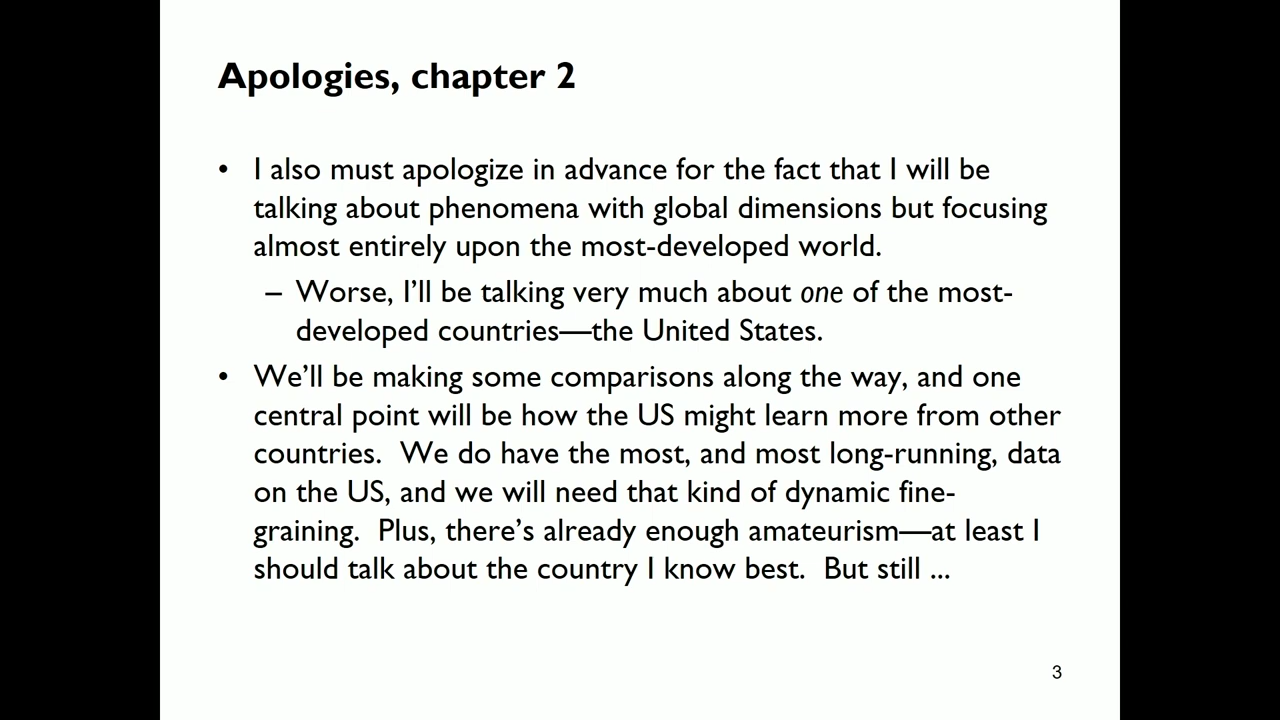 Apologies, chapter 2
• I also must apologize in advance for the fact that I will be
talking about phenomena with global dimensions but focusing
almost entirely upon the most-developed world.
– Worse, I’ll be talking very much about one of the most-
developed countries—the United States.
• We’ll be making some comparisons along the way, and one
central point will be how the US might learn more from other
countries.  We do have the most, and most long-running, data
on the US, and we will need that kind of dynamic fine-
graining.  Plus, there’s already enough amateurism—at least I
should talk about the country I know best.  But still ...
3